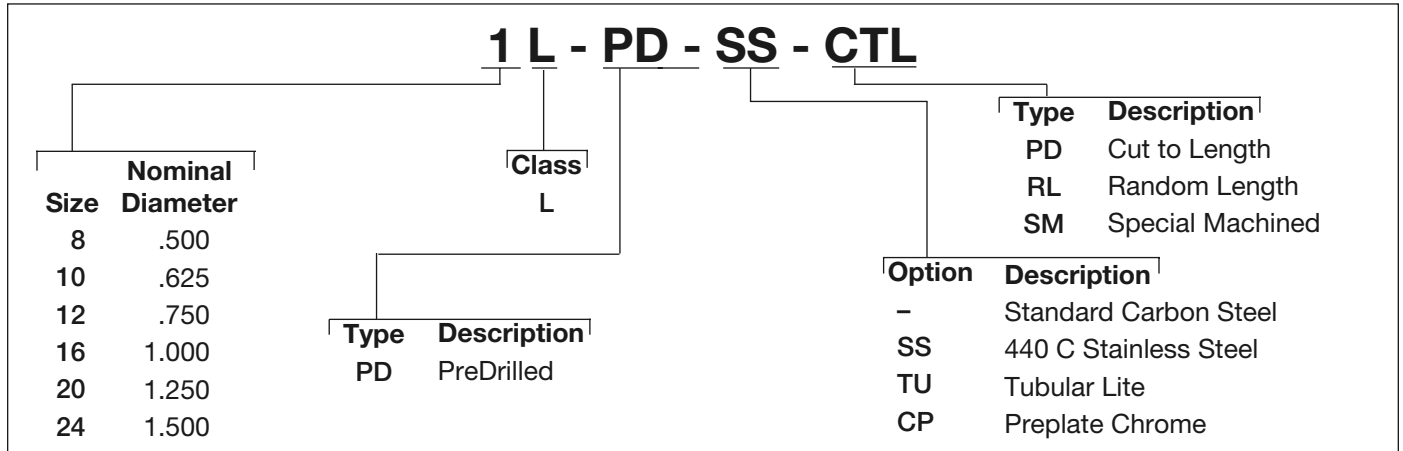 1 L - PD - SS - CTL
Nominal
Size Diameter
8 .500
10 .625
12 .750
16 1.000
20 1.250
24 1.500
Class
L
Type Description
PD PreDrilled
Type Description
PD Cut to Length
RL Random Length
SM Special Machined
Option Description
– Standard Carbon Steel
SS 440 C Stainless Steel
TU Tubular Lite
CP Preplate Chrome